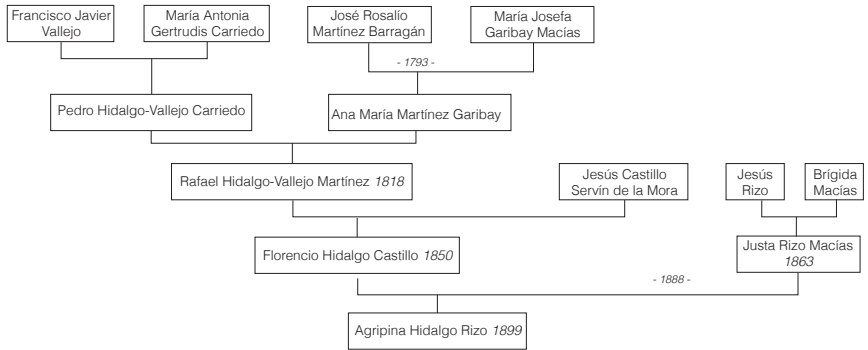 Francisco Javier
Vallejo
María Antonia
Gertrudis Carriedo
José Rosalío
Martínez Barragán
María Josefa
Garibay Macías
- 1793 -
Pedro Hidalgo-Vallejo Carriedo
Ana María Martínez Garibay
Rafael Hidalgo-Vallejo Martínez 1818
Jesús Castillo
Servín de la Mora
Jesús
Rizo
Brígida
Macías
Florencio Hidalgo Castillo 1850
Justa Rizo Macías
1863
- 1888 -
Agripina Hidalgo Rizo 1899